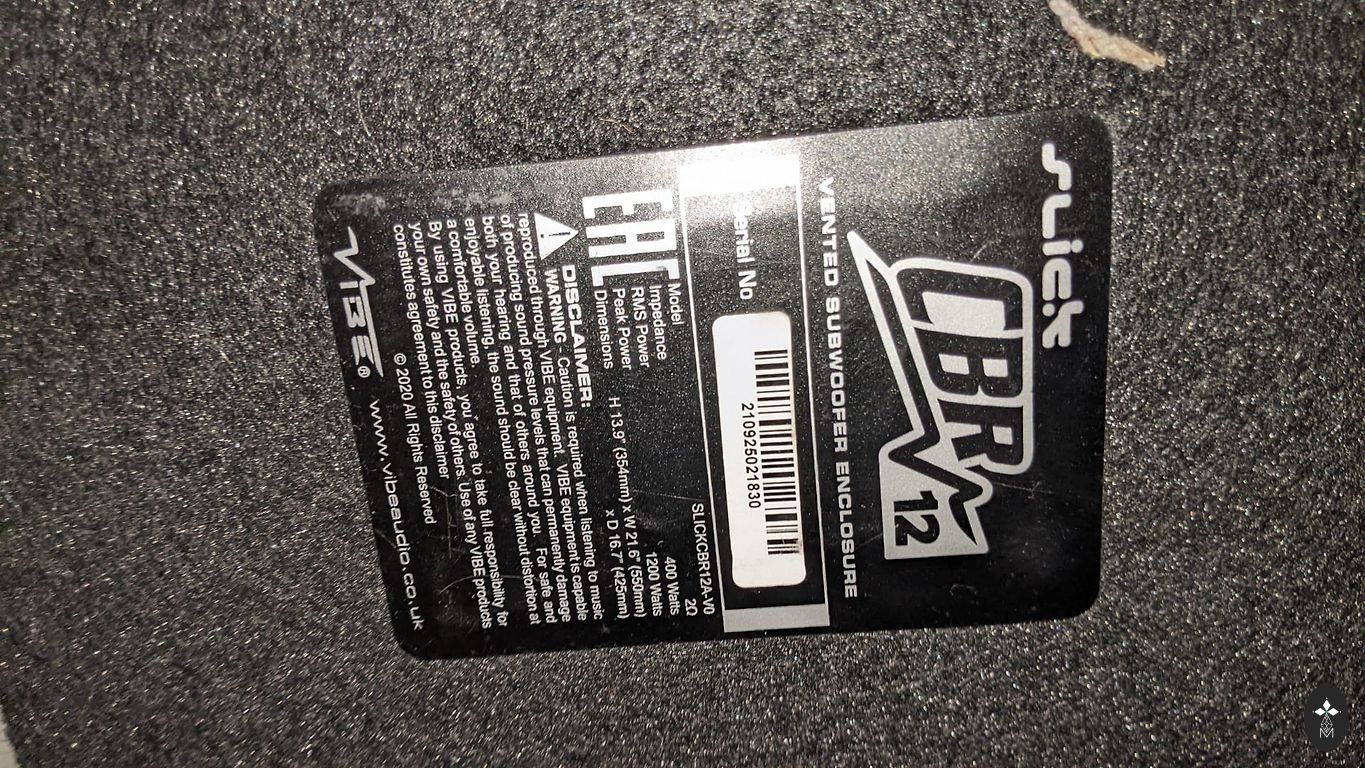 slick
CBR 12
VENTED SUBWOOFER ENCLOSURE
Serial No
210925021830
EAC
Model SLICKCBR12A-V0
Impedance 2Ω
RMS Power 400 Watts
Peak Power 1200 Watts
Dimensions H 13.9" (354mm) x W 21.6" (550mm)
x D 16.7" (425mm)
DISCLAIMER:
WARNING - Caution is required when listening to music
reproduced through VIBE equipment. VIBE equipment is capable
of producing sound pressure levels that can permanently damage
both your hearing and that of others around you. For safe and
enjoyable listening, the sound should be clear without distortion at
a comfortable volume.
By using VIBE products, you agree to take full responsibility for
your own safety and the safety of others. Use of any VIBE products
constitutes agreement to this disclaimer
© 2020 All Rights Reserved
VIBE® www.vibeaudio.co.uk
M